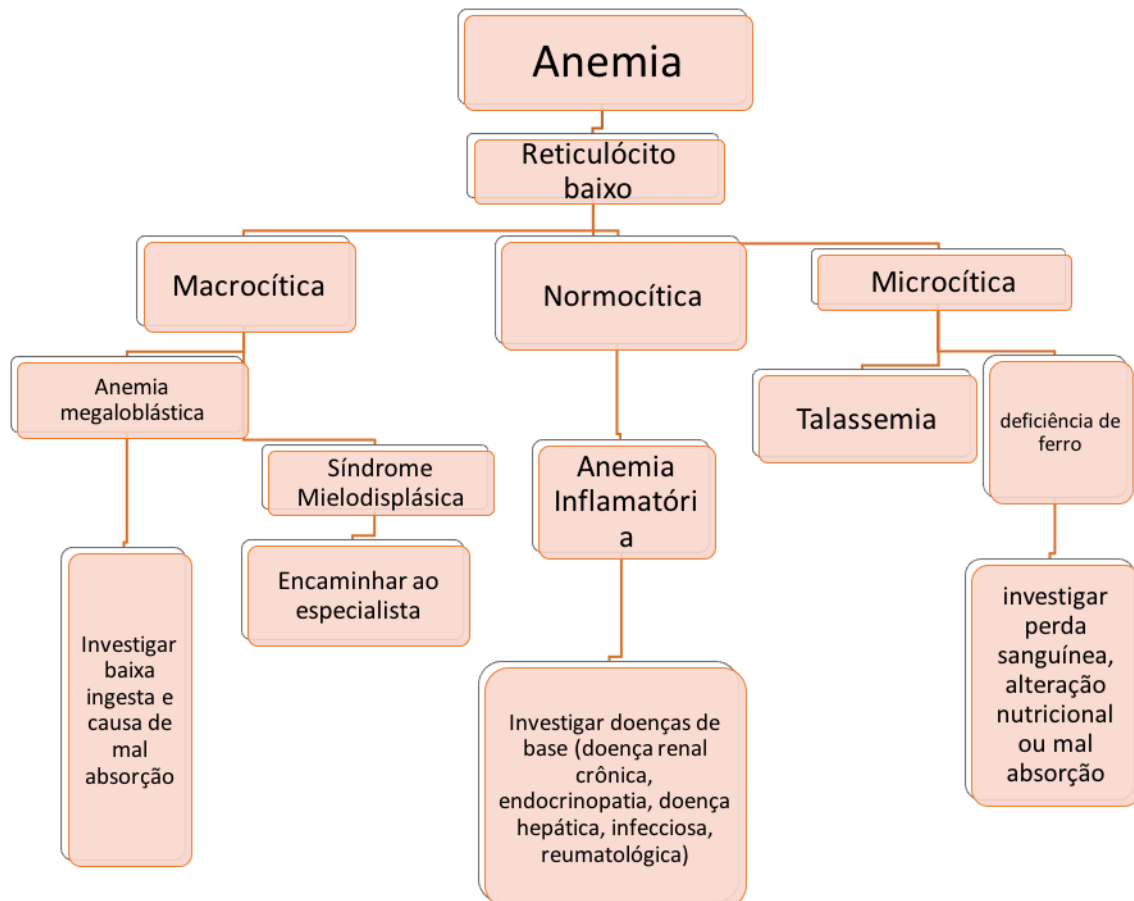 Anemia
Reticulócito
baixo
Macrocítica
Normocítica
Microcítica
Anemia
megaloblástica
Síndrome
Mielodisplásica
Anemia
Inflamatóri
a
Talassemia
deficiência de
ferro
Investigar
baixa
ingesta e
causa de
mal
absorção
Encaminhar ao
especialista
Investigar doenças de
base (doença renal
crônica,
endocrinopatia, doença
hepática, infecciosa,
reumatológica)
investigar
perda
sanguínea,
alteração
nutricional
ou mal
absorção